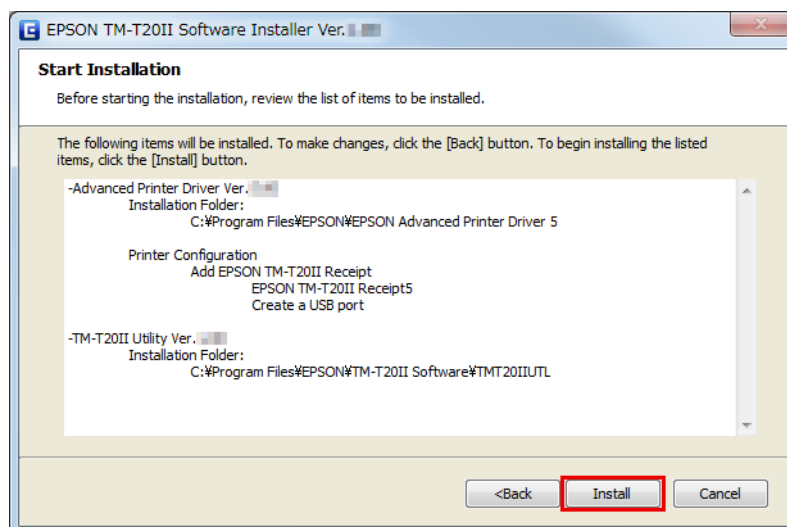 EPSON TM-T20II Software Installer Ver.
Start Installation
Before starting the installation, review the list of items to be installed.
The following items will be installed. To make changes, click the [Back] button. To begin installing the listed
items, click the [Install] button.
-Advanced Printer Driver Ver.
Installation Folder:
C:¥Program Files¥EPSON¥EPSON Advanced Printer Driver 5
Printer Configuration
Add EPSON TM-T20II Receipt
EPSON TM-T20II Receipt5
Create a USB port
-TM-T20II Utility Ver.
Installation Folder:
C:¥Program Files¥EPSON¥TM-T20II Software¥TMT20IIUTL
<Back
Install
Cancel